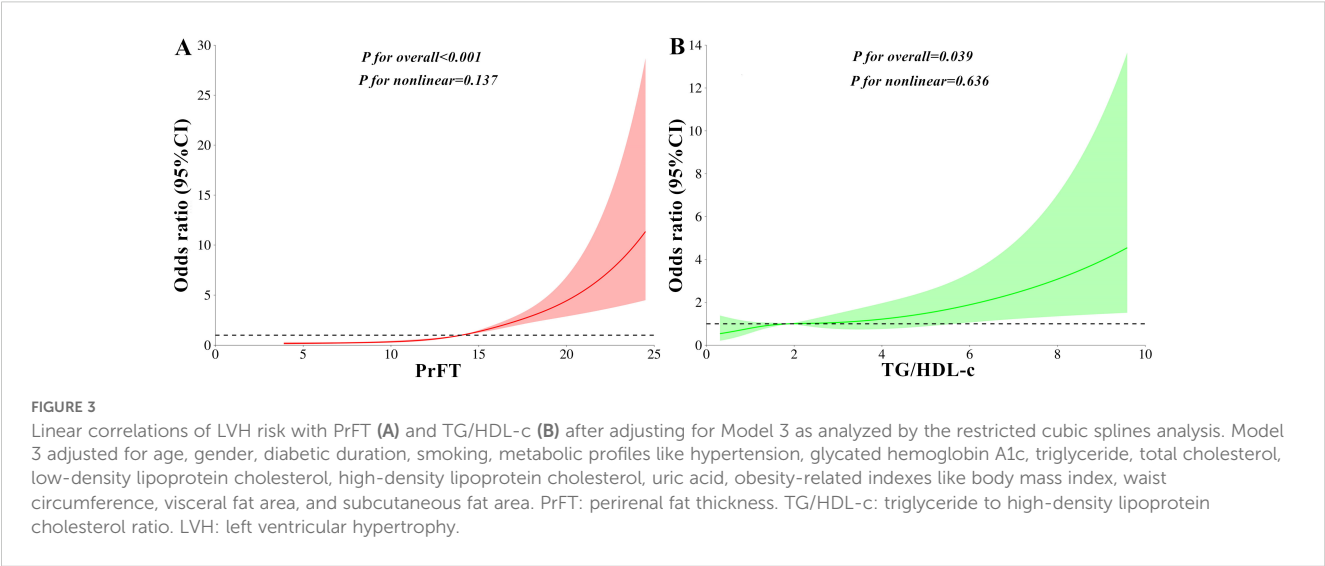 A
P for overall<0.001
P for nonlinear=0.137
Odds ratio (95%CI)
30
25
20
15
10
5
0
0 5 10 15 20 25
PrFT
B
P for overall=0.039
P for nonlinear=0.636
Odds ratio (95%CI)
14
12
10
8
6
4
2
0
0 2 4 6 8 10
TG/HDL-c
FIGURE 3
Linear correlations of LVH risk with PrFT (A) and TG/HDL-c (B) after adjusting for Model 3 as analyzed by the restricted cubic splines analysis. Model
3 adjusted for age, gender, diabetic duration, smoking, metabolic profiles like hypertension, glycated hemoglobin A1c, triglyceride, total cholesterol,
low-density lipoprotein cholesterol, high-density lipoprotein cholesterol, uric acid, obesity-related indexes like body mass index, waist
circumference, visceral fat area, and subcutaneous fat area. PrFT: perirenal fat thickness. TG/HDL-c: triglyceride to high-density lipoprotein
cholesterol ratio. LVH: left ventricular hypertrophy.